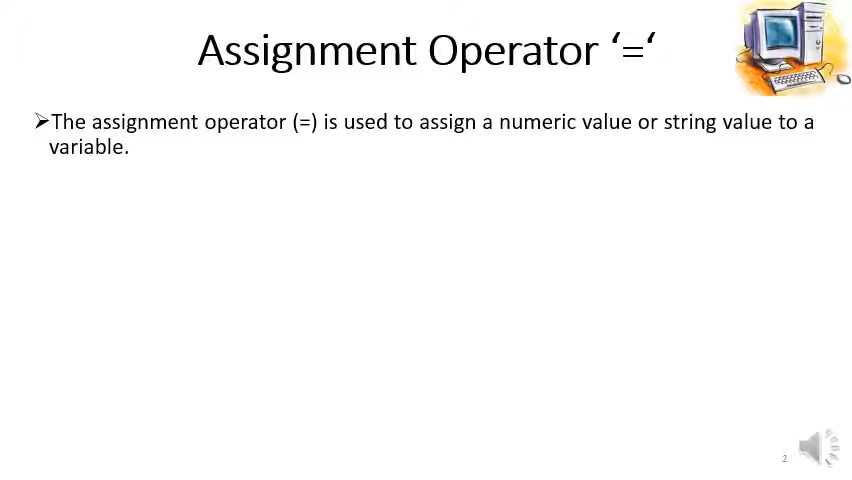 Assignment Operator ‘=‘
➢The assignment operator (=) is used to assign a numeric value or string value to a
variable.
2